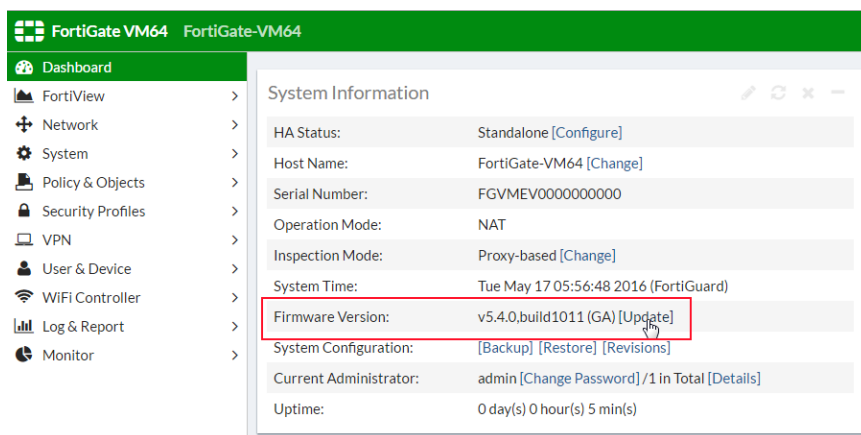 FortiGate VM64 FortiGate-VM64
Dashboard
FortiView
Network
System
Policy & Objects
Security Profiles
VPN
User & Device
WiFi Controller
Log & Report
Monitor
System Information
HA Status: Standalone [Configure]
Host Name: FortiGate-VM64 [Change]
Serial Number: FGVMEV0000000000
Operation Mode: NAT
Inspection Mode: Proxy-based [Change]
System Time: Tue May 17 05:56:48 2016 (FortiGuard)
Firmware Version: v5.4.0,build1011 (GA) [Update]
System Configuration: [Backup] [Restore] [Revisions]
Current Administrator: admin [Change Password] /1 in Total [Details]
Uptime: 0 day(s) 0 hour(s) 5 min(s)